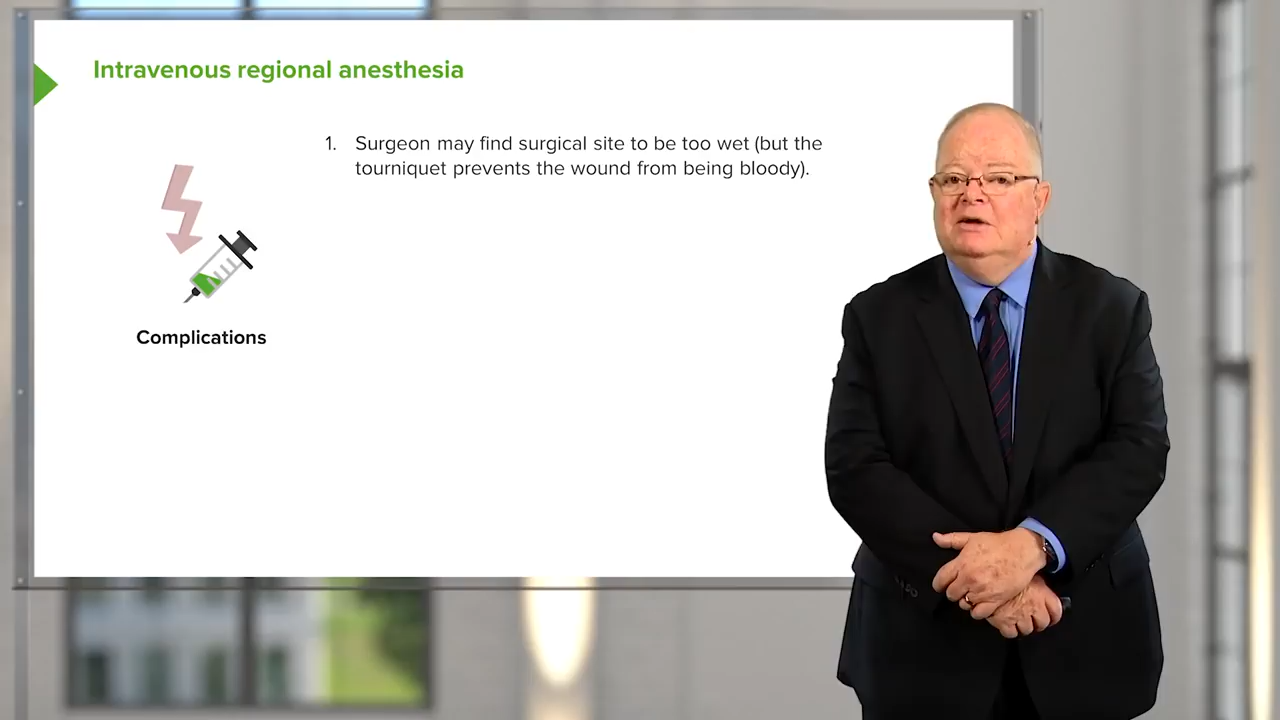 Intravenous regional anesthesia
1. Surgeon may find surgical site to be too wet (but the
tourniquet prevents the wound from being bloody).
Complications